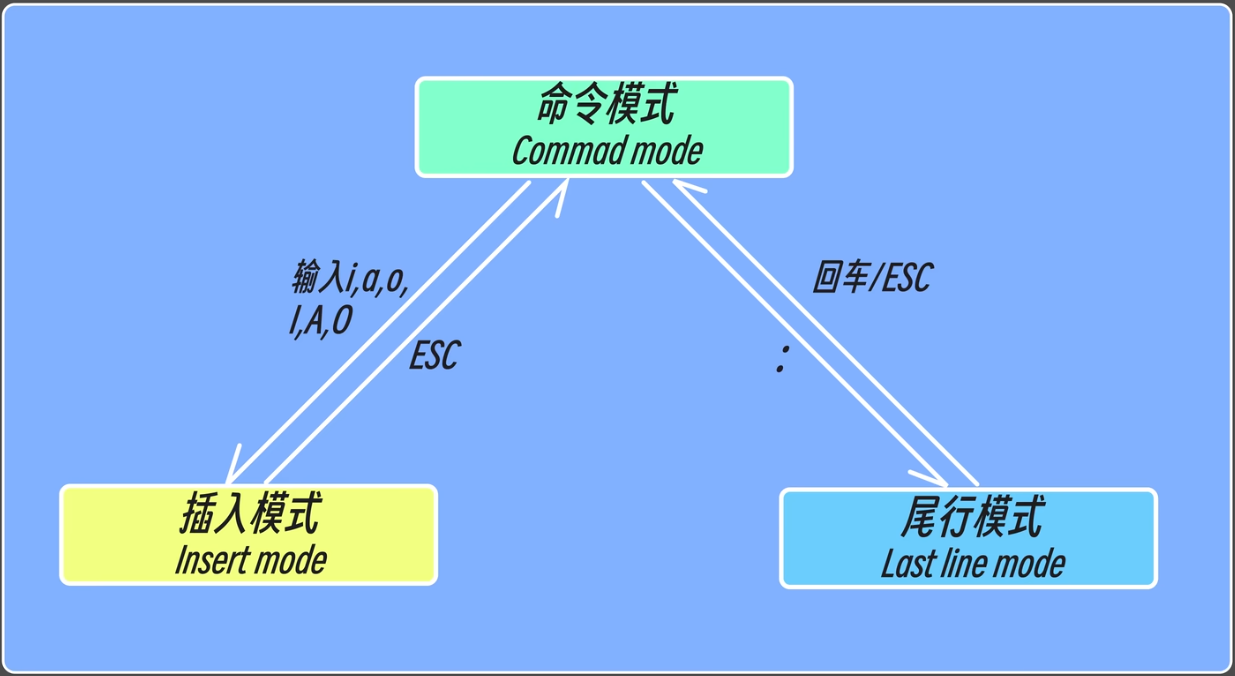 命令模式
Commad mode
输入i,a,o,
I,A,O
ESC
回车/ESC
:
插入模式
Insert mode
尾行模式
Last line mode